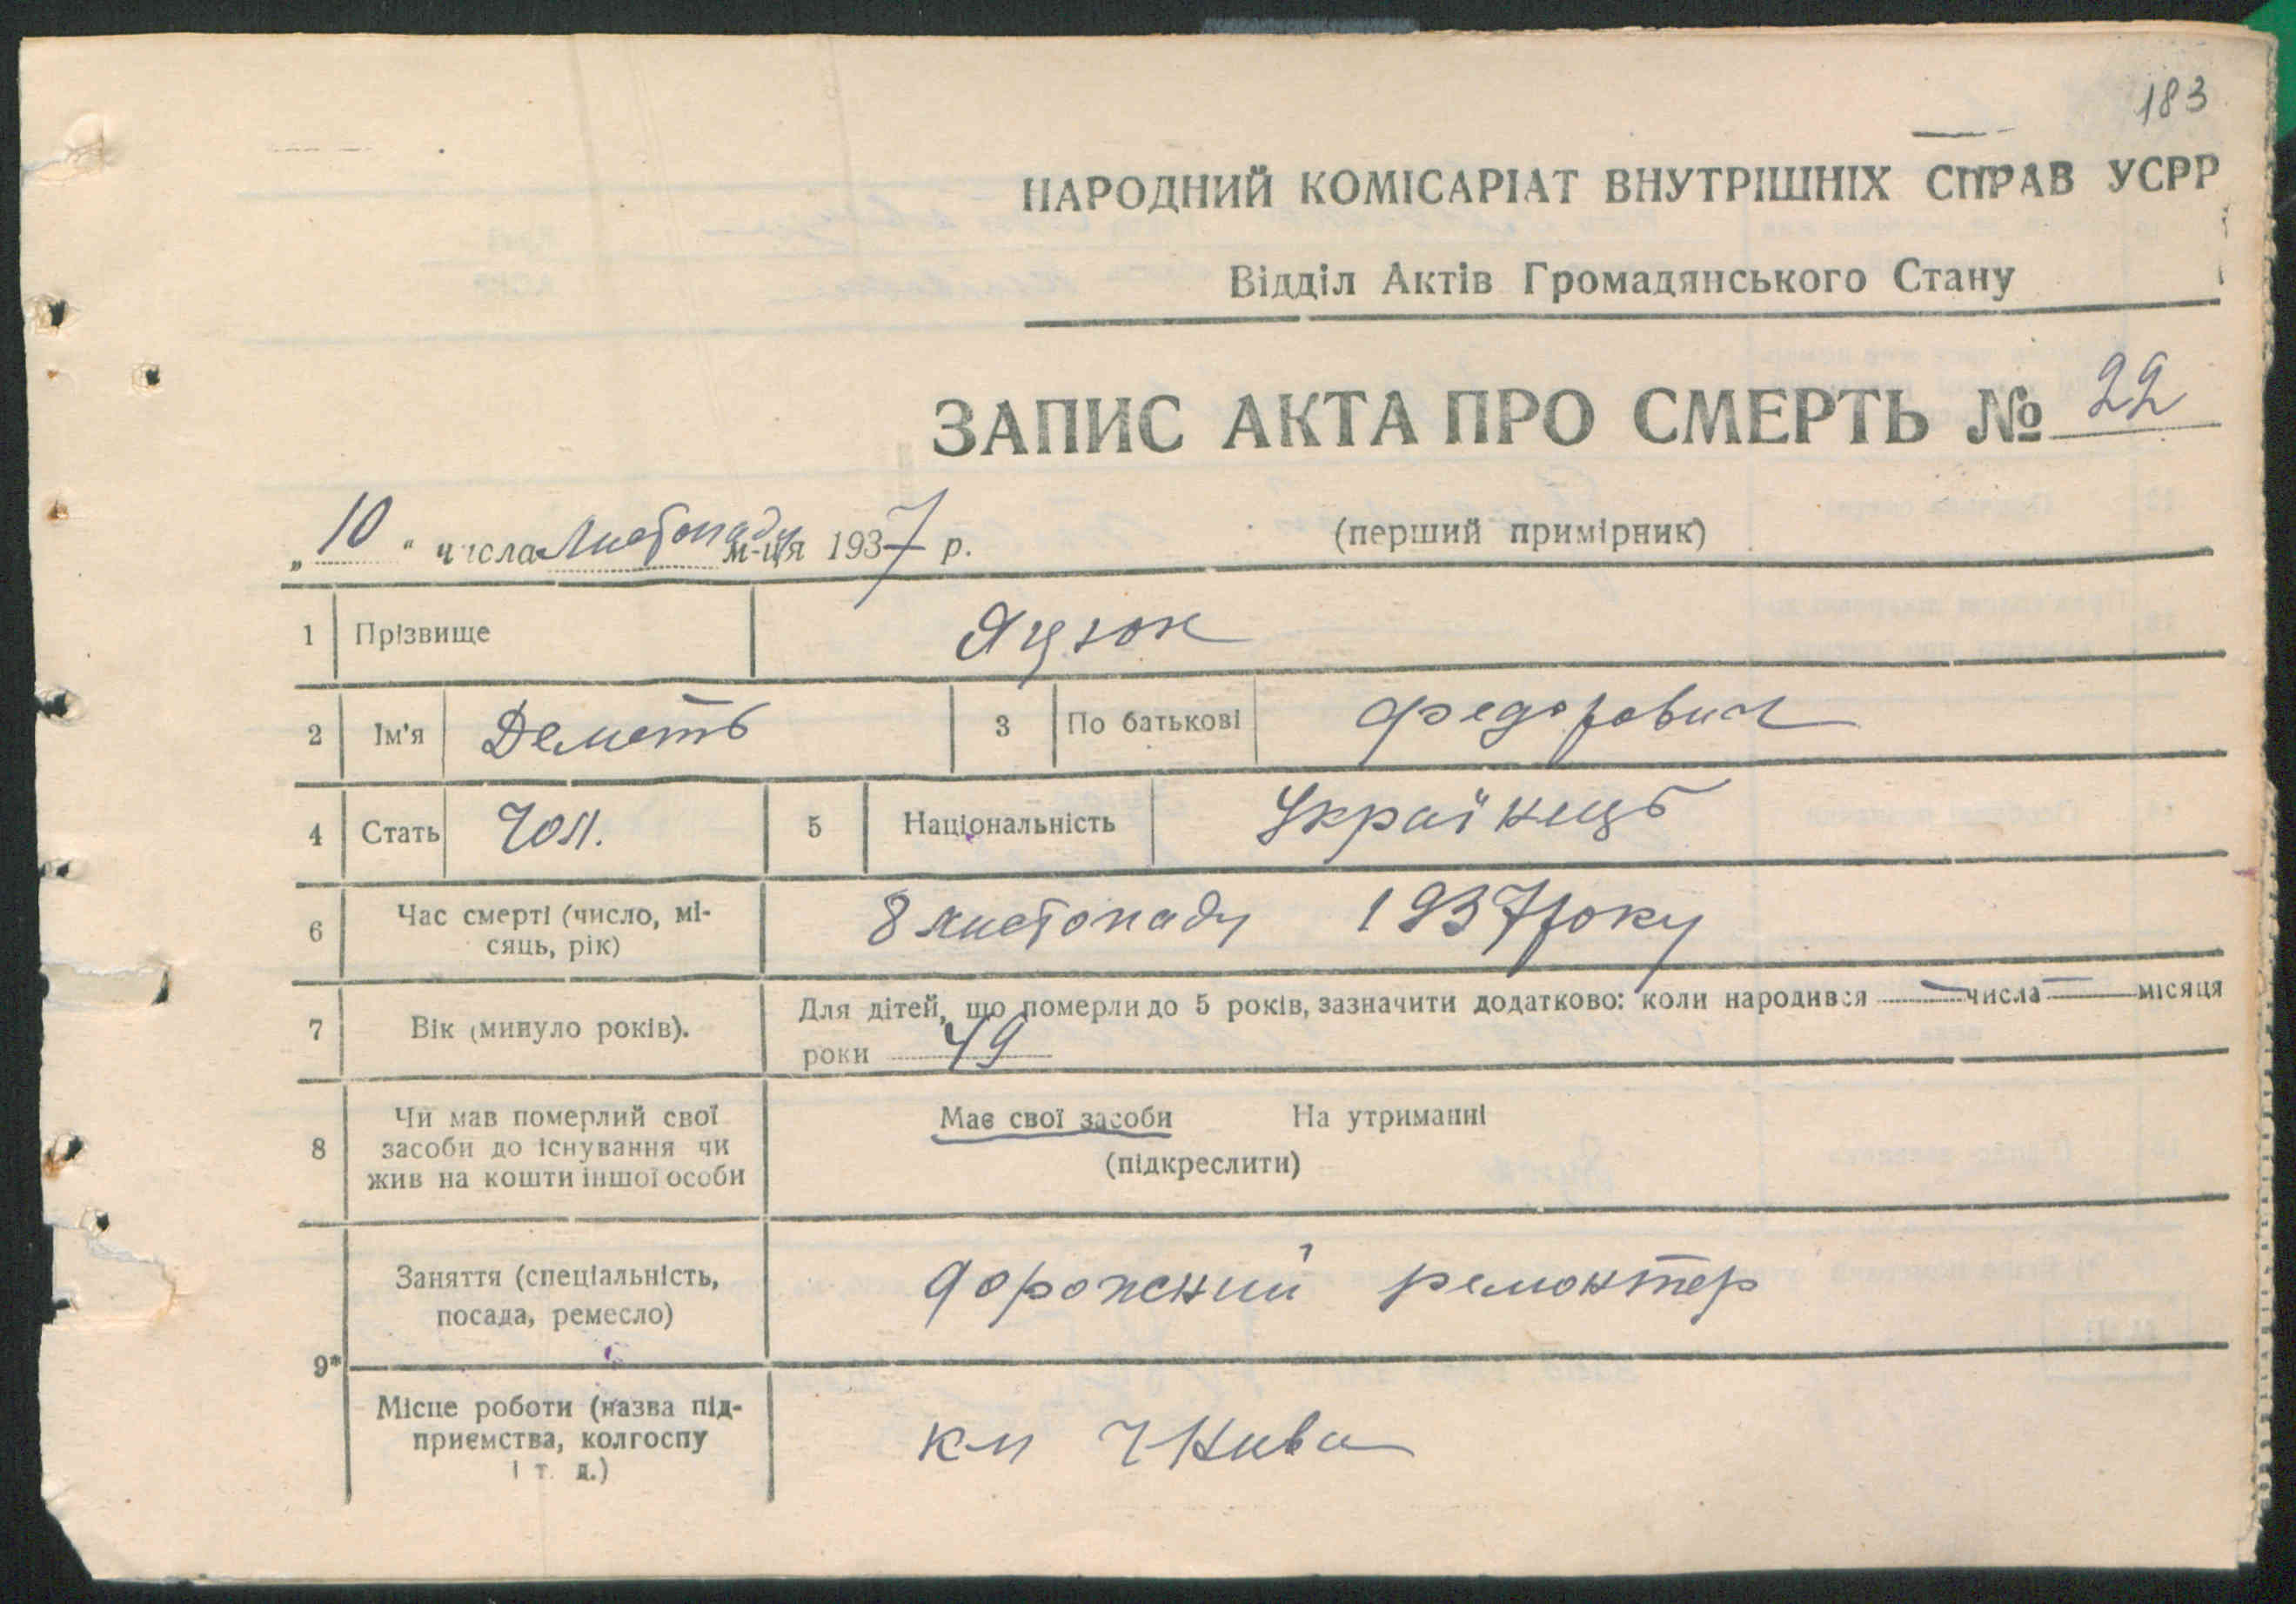 183
НАРОДНИЙ КОМІСАРІАТ ВНУТРІШНІХ СПРАВ УСРР
Відділ Актів Громадянського Стану
ЗАПИС АКТА ПРО СМЕРТЬ № 22
„10“ числа Листопаду м-ця 1937 р.
(перший примірник)
1 Прізвище Яцюк
2 Ім'я Деметь 3 По батькові Федорович
4 Стать Чол. 5 Національність Українець
6 Час смерті (число, мі-
сяць, рік) 8 листопаду 1937 року
7 Вік (минуло років). Для дітей, що померли до 5 років, зазначити додатково: коли народився — числа — місяця
роки 49
8 Чи мав померлий свої
засоби до існування чи
жив на кошти іншої особи
Має свої засоби На утриманні
(підкреслити)
9* Заняття (спеціальність,
посада, ремесло) дорожний ремонтер
Місце роботи (назва під-
приємства, колгоспу
і т. д.)